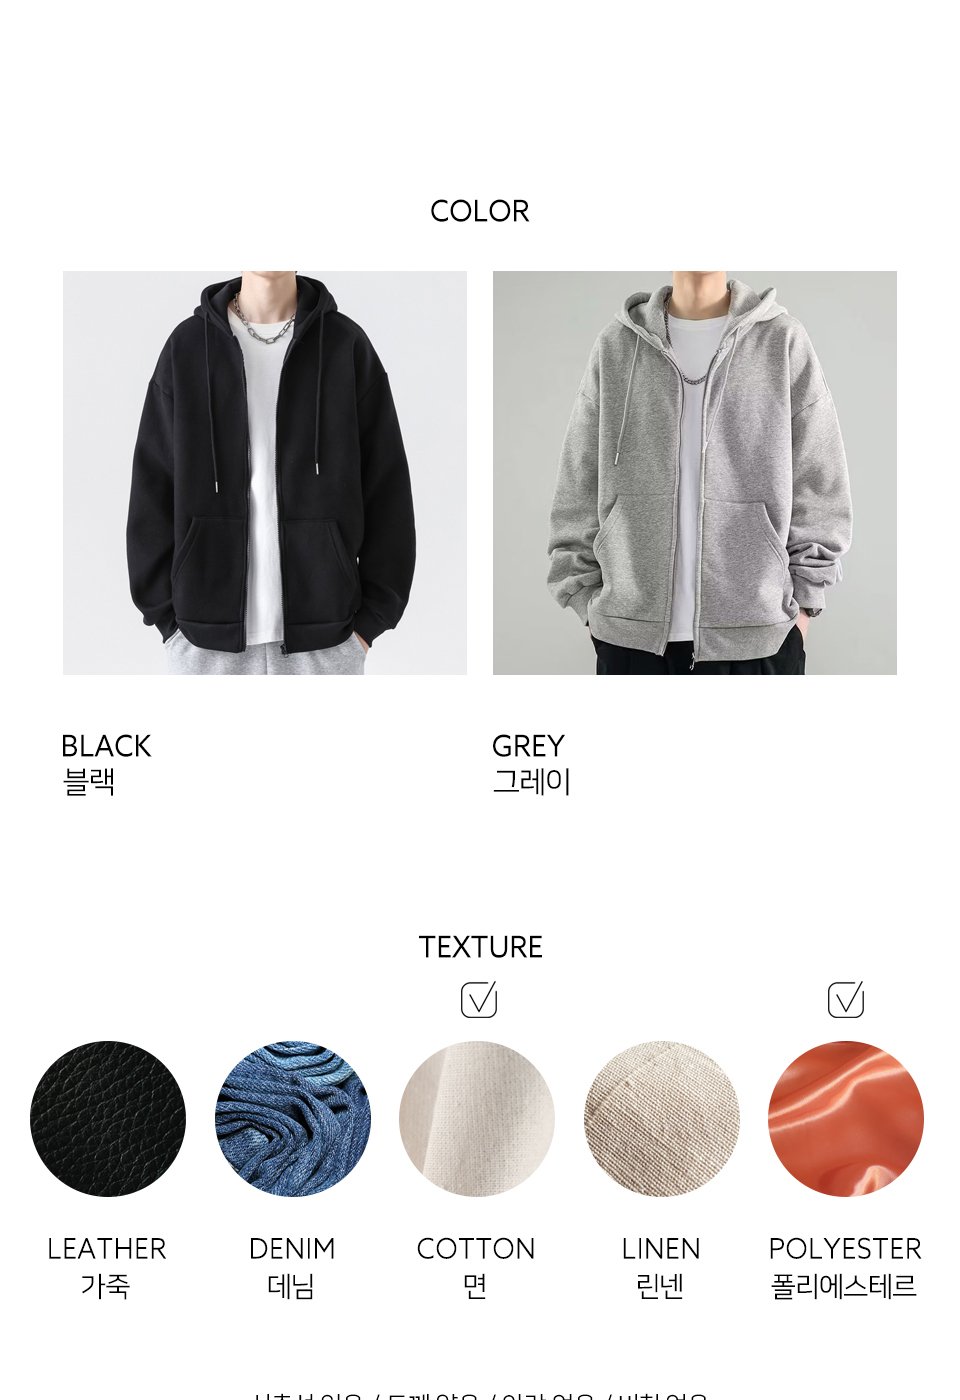 COLOR
BLACK
블랙
GREY
그레이
TEXTURE
LEATHER
가죽
DENIM
데님
COTTON
면
LINEN
린넨
POLYESTER
폴리에스테르